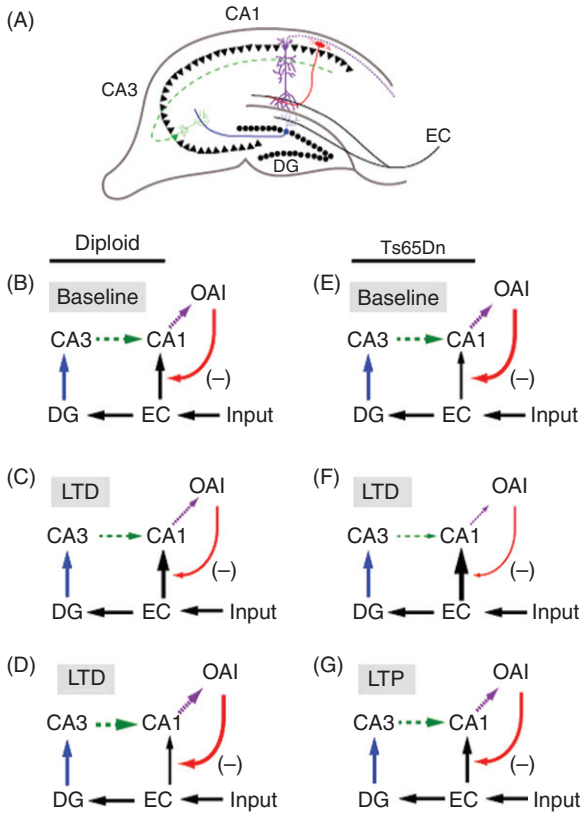 (A)
CA1
CA3
EC
DG
Diploid
Ts65Dn
(B)
Baseline
OAI
CA3
CA1
(–)
DG
EC
Input
(E)
Baseline
OAI
CA3
CA1
(–)
DG
EC
Input
(C)
LTD
OAI
CA3
CA1
(–)
DG
EC
Input
(F)
LTD
OAI
CA3
CA1
(–)
DG
EC
Input
(D)
LTD
OAI
CA3
CA1
(–)
DG
EC
Input
(G)
LTP
OAI
CA3
CA1
(–)
DG
EC
Input